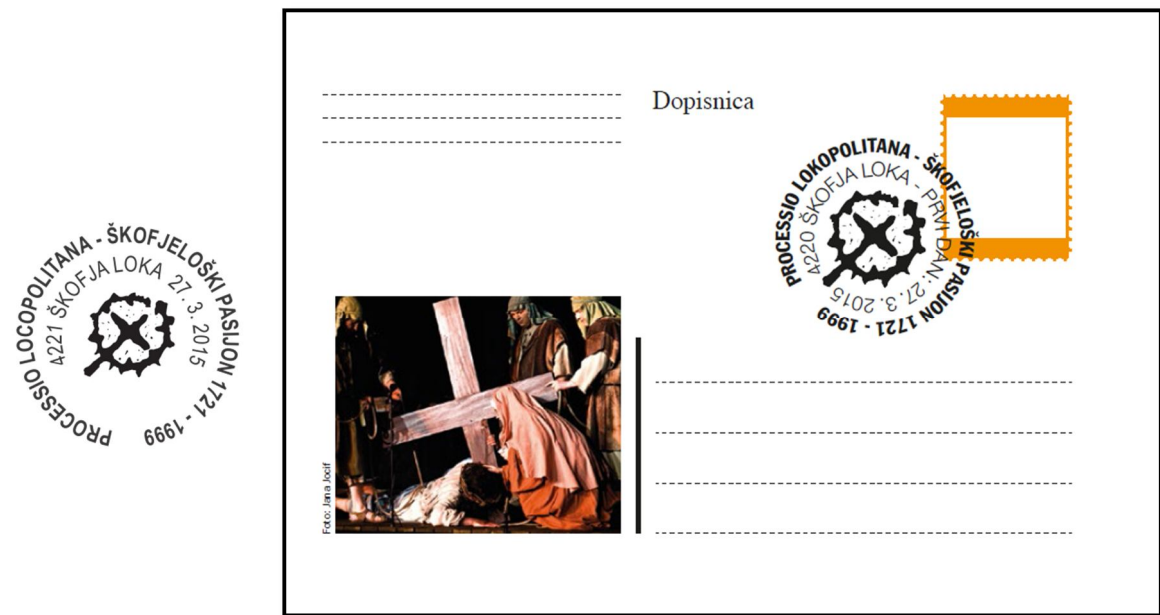 PROCESSIO LOCOPOLITANA - ŠKOFJELOŠKI PASIJON 1721 - 1999
4221 ŠKOFJA LOKA 27.3.2015
Dopisnica
PROCESSIO LOKOPOLITANA - ŠKOFJELOŠKI PASIJON 1721 - 1999
4220 ŠKOFJA LOKA - PRVI DAN: 27.3.2015
Foto: Jana Jocif